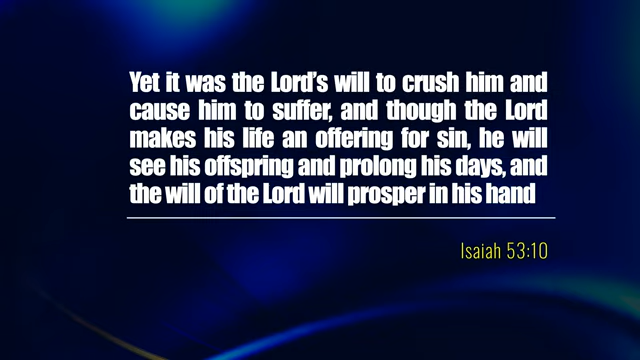 Yet it was the Lord’s will to crush him and
cause him to suffer, and though the Lord
makes his life an offering for sin, he will
see his offspring and prolong his days, and
the will of the Lord will prosper in his hand
Isaiah 53:10